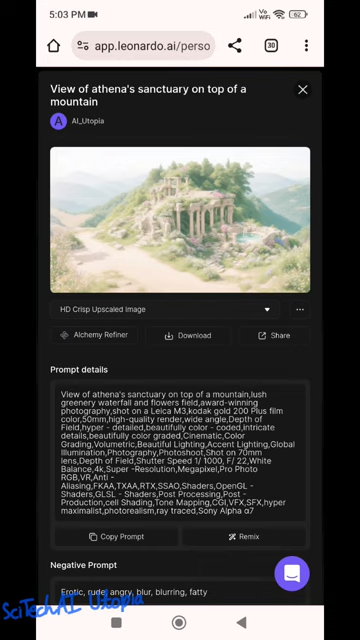 5:03 PM
Vo
WiFi
62
app.leonardo.ai/perso
30
View of athena's sanctuary on top of a
mountain
A
AI_Utopia
HD Crisp Upscaled Image
Alchemy Refiner
Download
Share
Prompt details
View of athena's sanctuary on top of a mountain,lush
greenery waterfall and flowers field,award-winning
photography,shot on a Leica M3,kodak gold 200 Plus film
color,50mm,high-quality render,wide angle,Depth of
Field,hyper - detailed,beautifully color - coded,intricate
details,beautifully color graded,Cinematic,Color
Grading,Volumetric,Beautiful Lighting,Accent Lighting,Global
Illumination,Photography,Photoshoot,Shot on 70mm
lens,Depth of Field,Shutter Speed 1/ 1000, F/ 22,White
Balance,4k,Super -Resolution,Megapixel,Pro Photo
RGB,VR,Anti -
Aliasing,FKAA,TXAA,RTX,SSAO,Shaders,OpenGL -
Shaders,GLSL - Shaders,Post Processing,Post -
Production,cell Shading,Tone Mapping,CGI,VFX,SFX,hyper
maximalist,photorealism,ray traced,Sony Alpha α7
Copy Prompt
Remix
Negative Prompt
Erotic, rude, angry, blur, blurring, fatty
SciTechAI Utopia